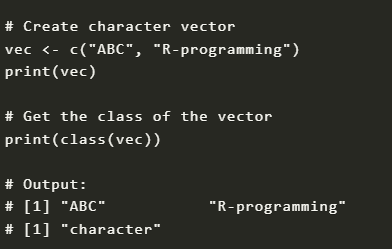 # Create character vector
vec <- c("ABC", "R-programming")
print(vec)
# Get the class of the vector
print(class(vec))
# Output:
# [1] "ABC"           "R-programming"
# [1] "character"